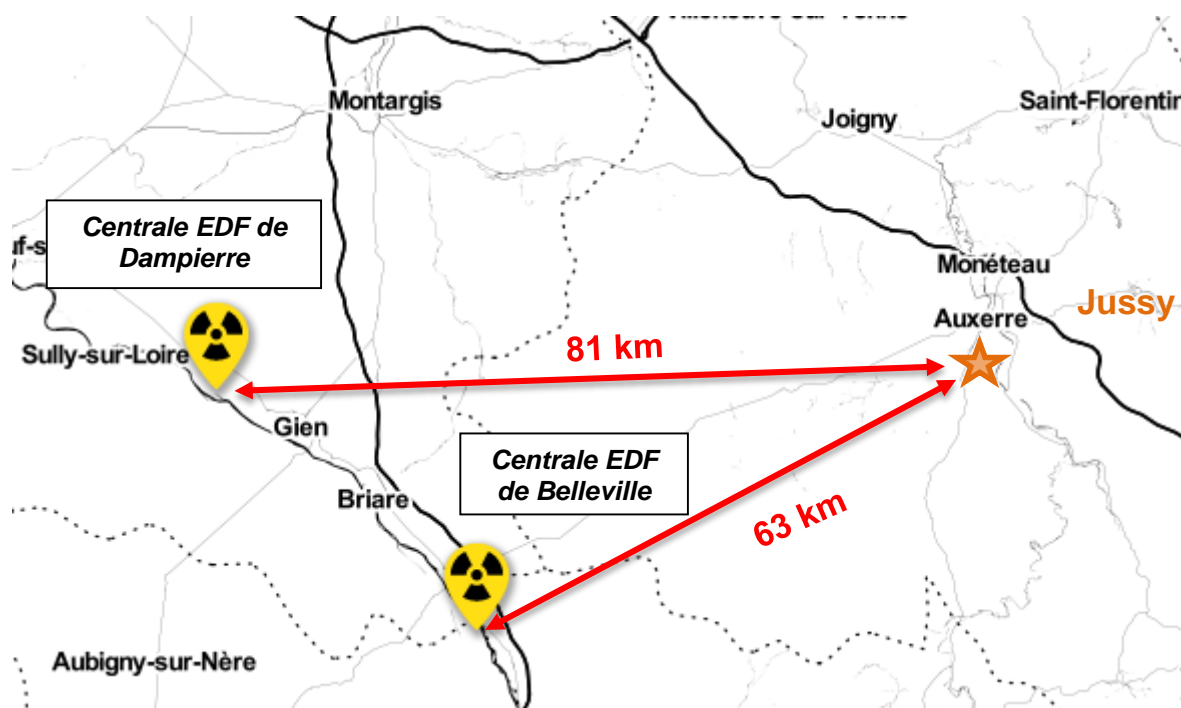 Montargis
Joigny
Saint-Florentin
Centrale EDF de
Dampierre
Monéteau
Jussy
Auxerre
81 km
Sully-sur-Loire
Gien
Centrale EDF
de Belleville
Briare
63 km
Aubigny-sur-Nère